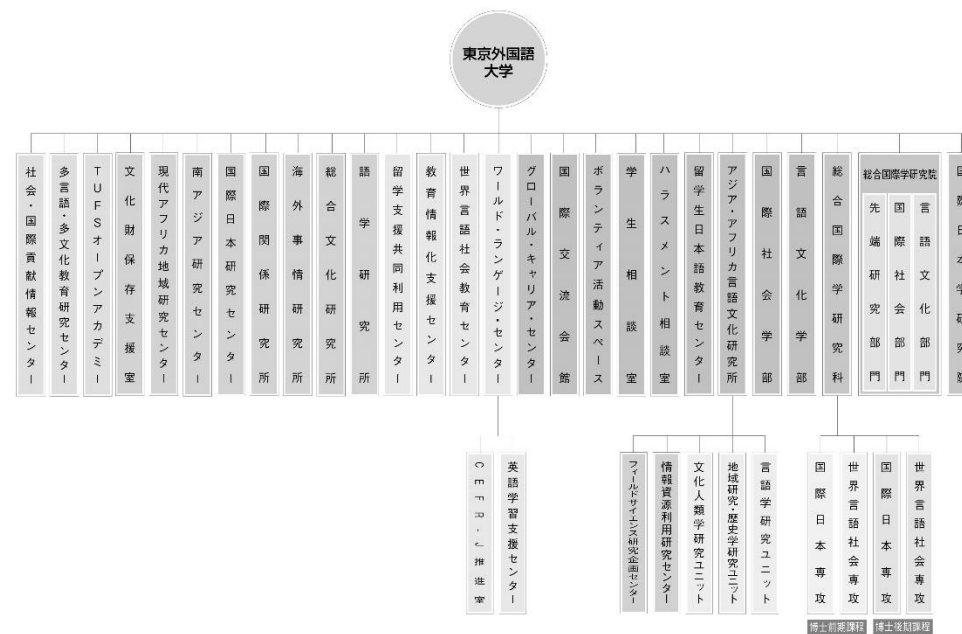 東京外国語
大学
国際日本学研究院
総合国際学研究院
言語文化部門
国際社会部門
先端研究部門
総合国際学研究科
言語文化学部
国際社会学部
アジア・アフリカ言語文化研究所
留学生日本語教育センター
ハラスメント相談室
学生相談室
ボランティア活動スペース
国際交流会館
グローバル・キャリア・センター
ワールド・ランゲージ・センター
世界言語社会教育センター
教育情報化支援センター
留学支援共同利用センター
語学研究所
総合文化研究所
海外事情研究所
国際関係研究所
国際日本研究センター
南アジア研究センター
現代アフリカ地域研究センター
文化財保存支援室
TUFSオープンアカデミー
多言語・多文化教育研究センター
社会・国際貢献情報センター
世界言語社会専攻
国際日本専攻
博士後期課程
世界言語社会専攻
国際日本専攻
博士前期課程
言語学研究ユニット
地域研究・歴史学研究ユニット
文化人類学研究ユニット
情報資源利用研究センター
フィールドサイエンス研究企画センター
英語学習支援センター
CEFR-J推進室